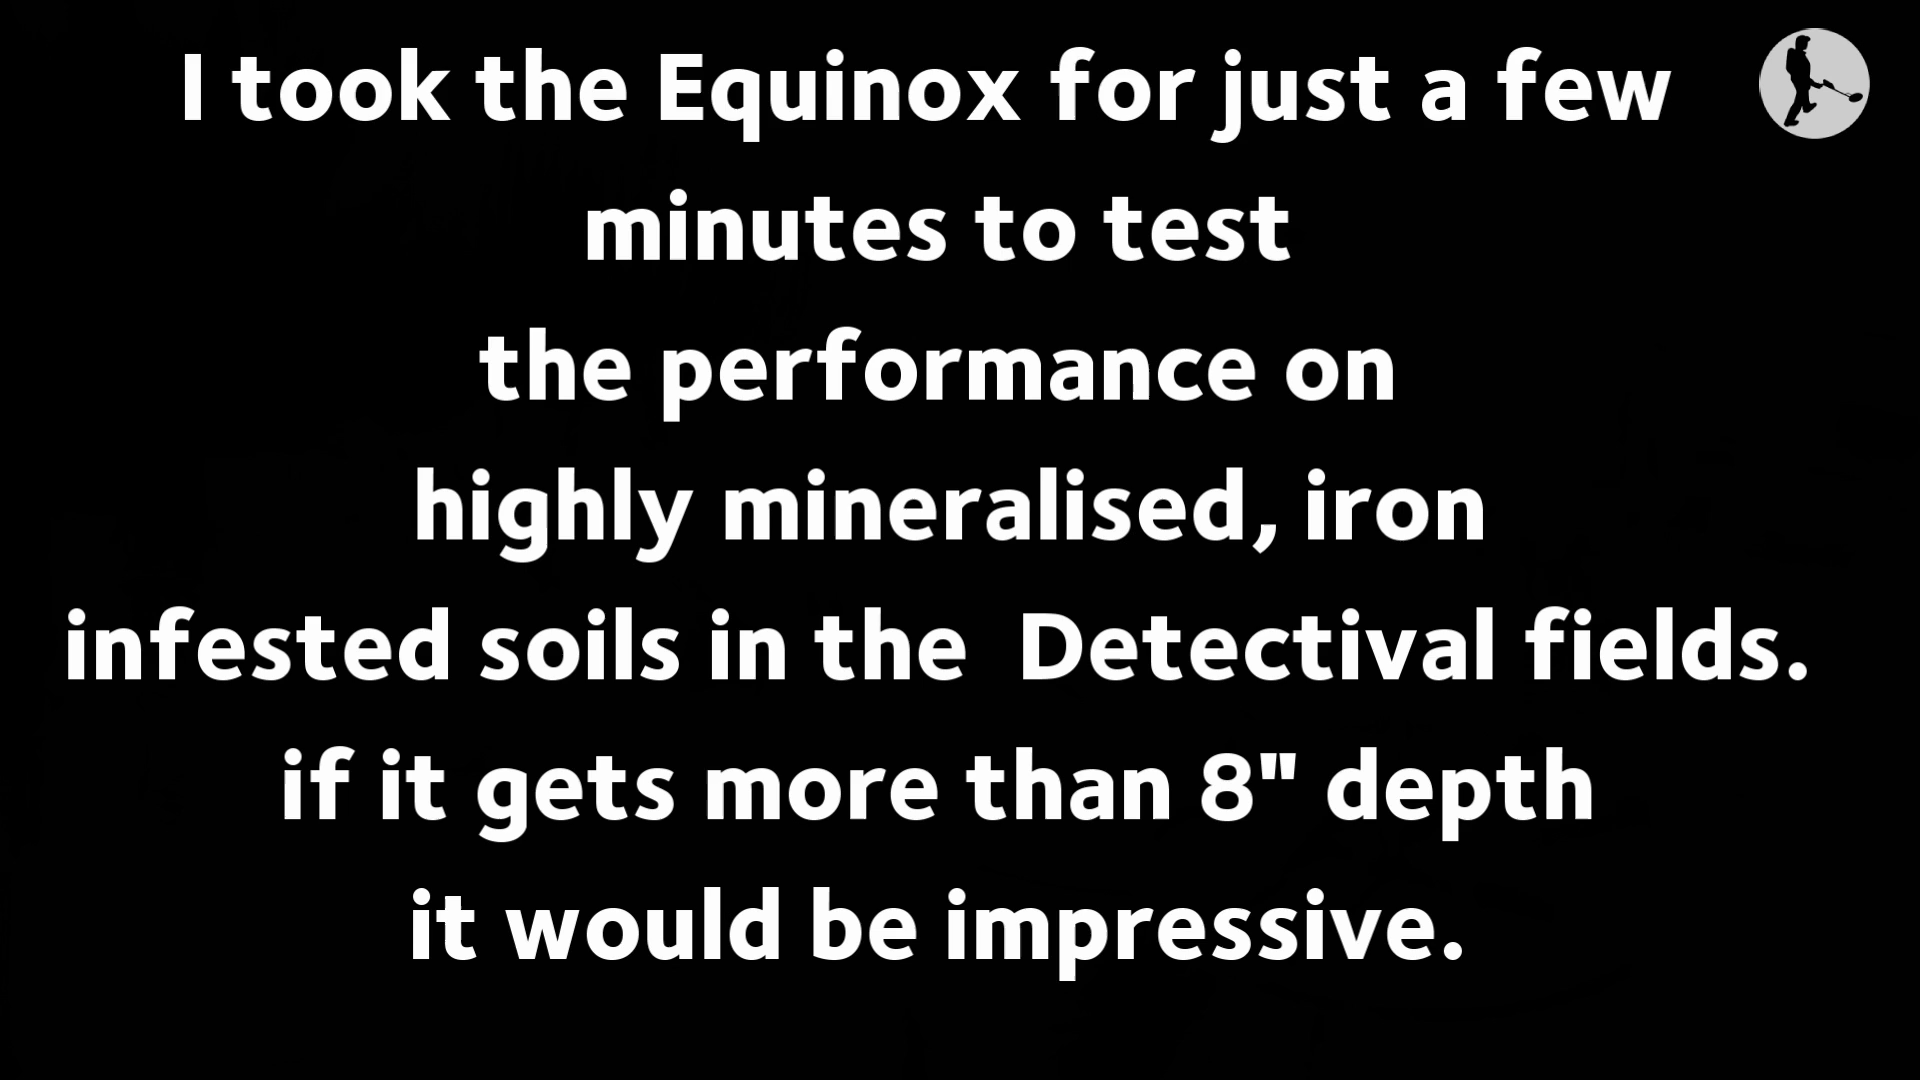 I took the Equinox for just a few
minutes to test
the performance on
highly mineralised, iron
infested soils in the  Detectival fields.
if it gets more than 8" depth
it would be impressive.